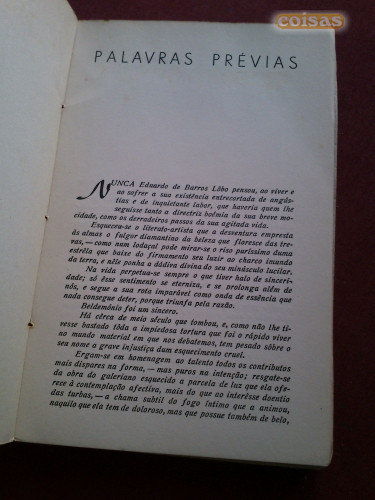 coisas
PALAVRAS PRÉVIAS
NUNCA Eduardo de Barros Lôbo pensou, ao viver e
ao sofrer a sua existência entrecortada de angús-
tias e de inquietante labor, que haveria quem lhe
seguisse tanto a directriz boémia da sua breve mo-
cidade, como os derradeiros passos da sua agitada vida.
Esqueceu-se o literato-artista que a desventura empresta
às almas o fulgor diamantino da beleza que floresce das tre-
vas, — como num lodaçal pode mirar-se o riso puríssimo duma
estrêla que baixe do firmamento seu luzir ao charco imundo
da terra, e nêle ponha a dádiva divina do seu minúsculo lucilar.
Na vida perpetua-se sempre o que tiver halo de sinceri-
dade; só êsse sentimento se eterniza, e se prolonga além de
nós, e segue a sua rota imparável como onda de essência que
nada consegue deter, porque triunfa pela razão.
Beldemónio foi um sincero.
Há cêrca de meio século que tombou, e, como não lhe ti-
vesse bastado tôda a impiedosa tortura que foi o rápido viver
no mundo material em que nos debatemos, tem pesado sôbre o
seu nome a grave injustiça dum esquecimento cruel.
Ergam-se em homenagem ao talento todos os contributos
mais dispares na forma, — mas puros na intenção; resgate-se
da obra do galeriano esquecido a parcela de luz que ela ofe-
rece à contemplação afectiva, mais do que ao interêsse doentio
das turbas, — a chama subtil do fogo íntimo que a animou,
naquilo que ela tem de doloroso, mas que possue também de belo,